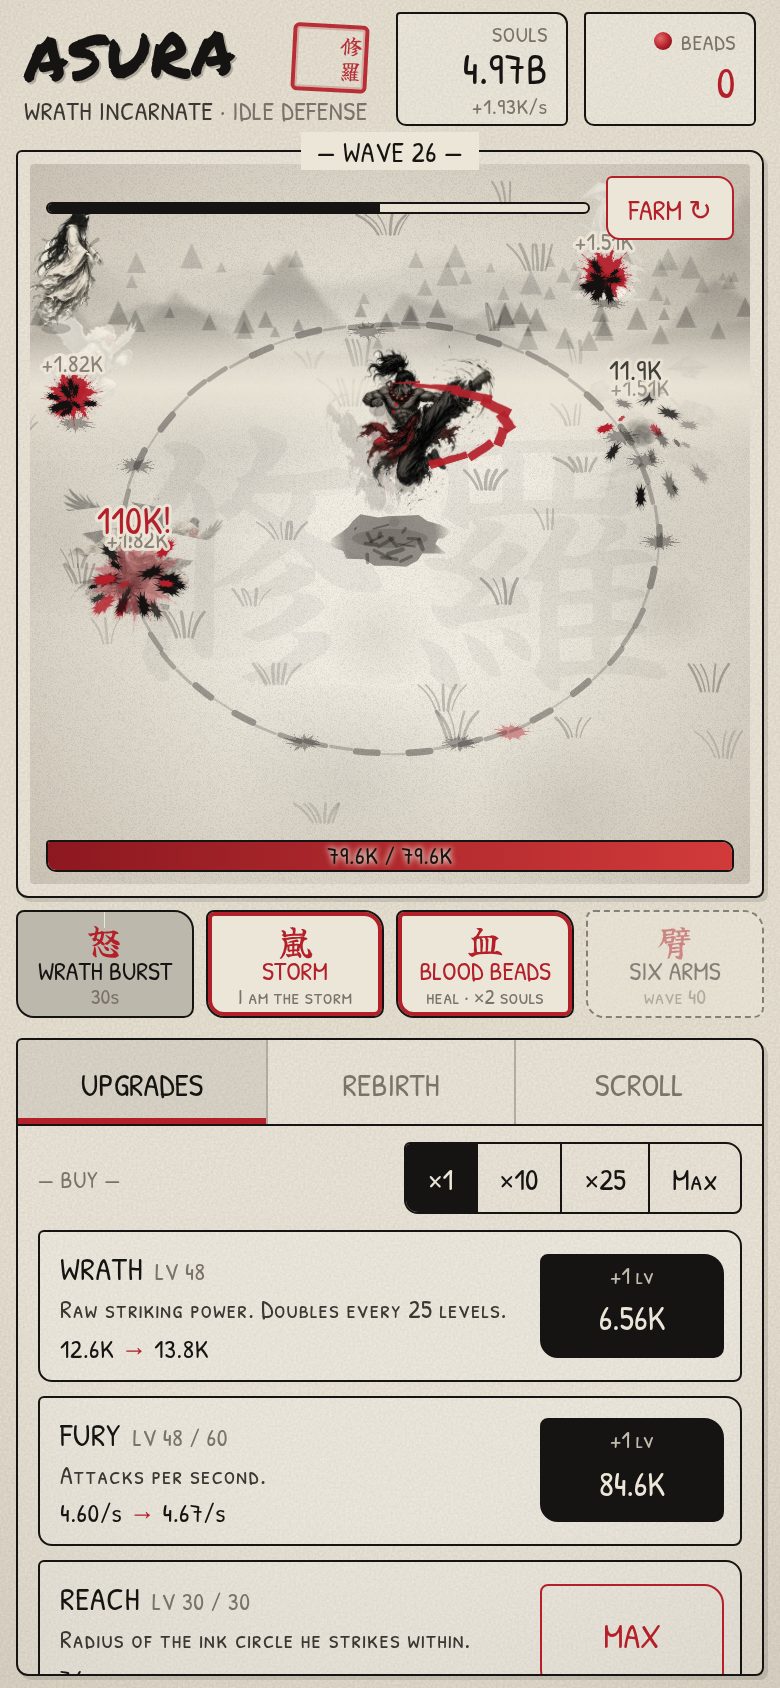 ASURA
修
羅
WRATH INCARNATE · IDLE DEFENSE
SOULS
4.97B
+1.93K/s
BEADS
0
— WAVE 26 —
FARM ↻
+1.51K
+1.82K
11.9K
+1.51K
110K!
+1.82K
修羅
79.6K / 79.6K
怒
WRATH BURST
30s
嵐
STORM
I AM THE STORM
血
BLOOD BEADS
HEAL · ×2 SOULS
臂
SIX ARMS
WAVE 40
UPGRADES
REBIRTH
SCROLL
— BUY —
×1
×10
×25
MAX
WRATH LV 48
RAW STRIKING POWER. DOUBLES EVERY 25 LEVELS.
12.6K → 13.8K
+1 LV
6.56K
FURY LV 48 / 60
ATTACKS PER SECOND.
4.60/s → 4.67/s
+1 LV
84.6K
REACH LV 30 / 30
RADIUS OF THE INK CIRCLE HE STRIKES WITHIN.
MAX